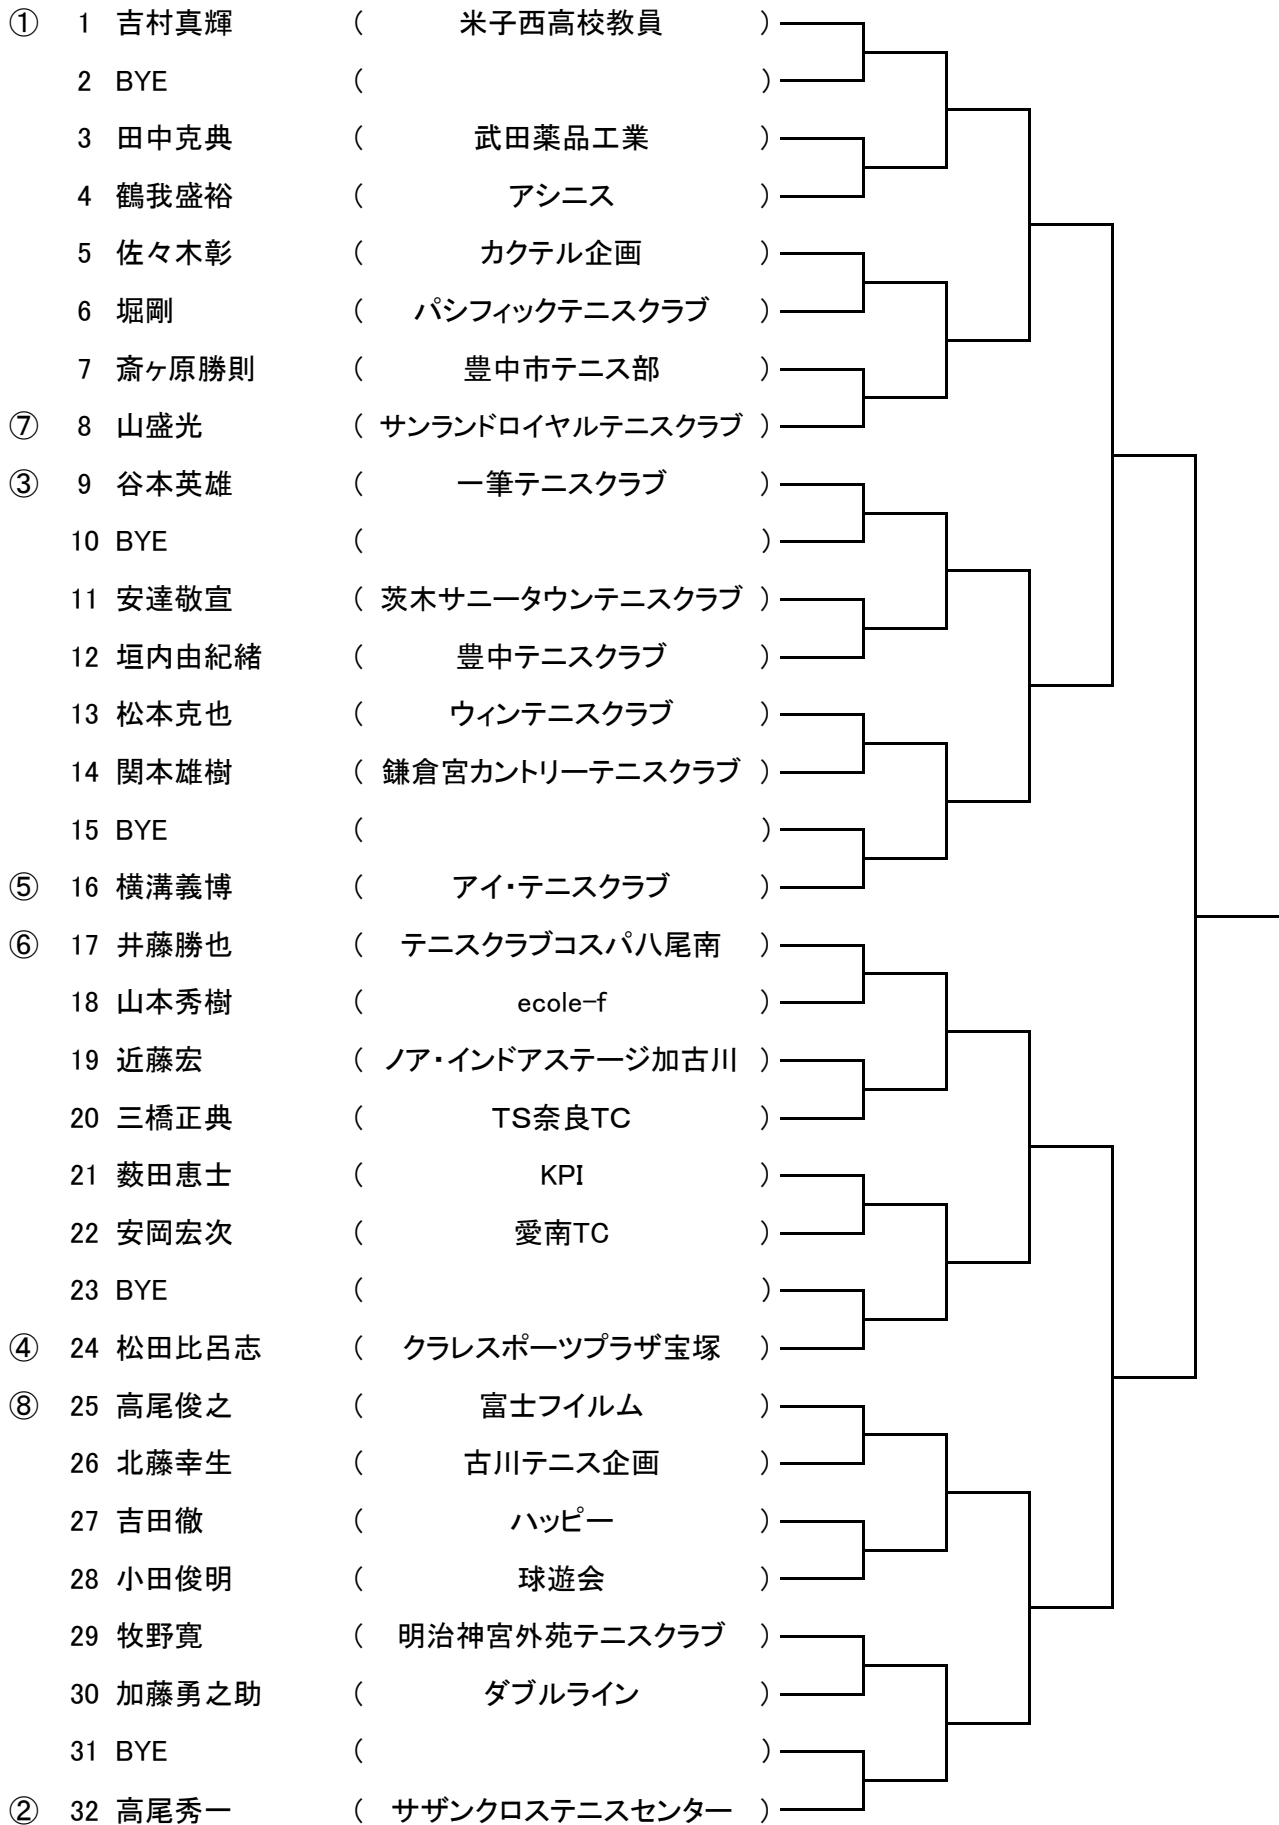 ① 1 吉村真輝 ( 米子西高校教員 )
2 BYE ( )
3 田中克典 ( 武田薬品工業 )
4 鶴我盛裕 ( アシニス )
5 佐々木彰 ( カクテル企画 )
6 堀剛 ( パシフィックテニスクラブ )
7 斎ヶ原勝則 ( 豊中市テニス部 )
⑦ 8 山盛光 ( サンランドロイヤルテニスクラブ )
③ 9 谷本英雄 ( 一筆テニスクラブ )
10 BYE ( )
11 安達敬宣 ( 茨木サニータウンテニスクラブ )
12 垣内由紀緒 ( 豊中テニスクラブ )
13 松本克也 ( ウィンテニスクラブ )
14 関本雄樹 ( 鎌倉宮カントリーテニスクラブ )
15 BYE ( )
⑤ 16 横溝義博 ( アイ・テニスクラブ )
⑥ 17 井藤勝也 ( テニスクラブコスパ八尾南 )
18 山本秀樹 ( ecole-f )
19 近藤宏 ( ノア・インドアステージ加古川 )
20 三橋正典 ( TS奈良TC )
21 薮田恵士 ( KPI )
22 安岡宏次 ( 愛南TC )
23 BYE ( )
④ 24 松田比呂志 ( クラレスポーツプラザ宝塚 )
⑧ 25 高尾俊之 ( 富士フイルム )
26 北藤幸生 ( 古川テニス企画 )
27 吉田徹 ( ハッピー )
28 小田俊明 ( 球遊会 )
29 牧野寛 ( 明治神宮外苑テニスクラブ )
30 加藤勇之助 ( ダブルライン )
31 BYE ( )
② 32 高尾秀一 ( サザンクロステニスセンター )